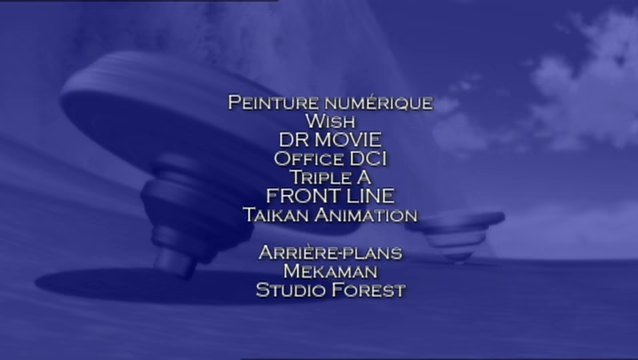 Peinture numérique
Wish
DR MOVIE
Office DCI
Triple A
FRONT LINE
Taikan Animation
Arrière-plans
Mekaman
Studio Forest